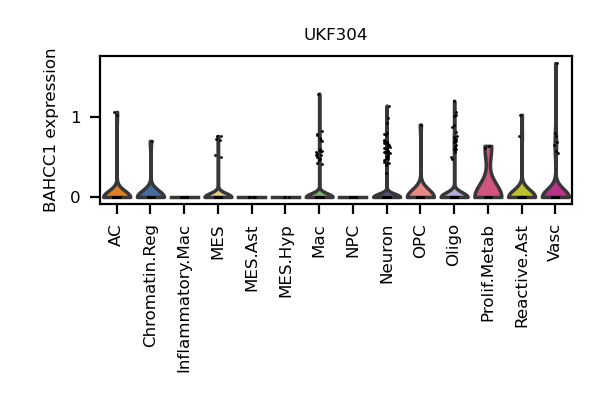 UKF304
BAHCC1 expression
1
0
AC
Chromatin.Reg
Inflammatory.Mac
MES
MES.Ast
MES.Hyp
Mac
NPC
Neuron
OPC
Oligo
Prolif.Metab
Reactive.Ast
Vasc